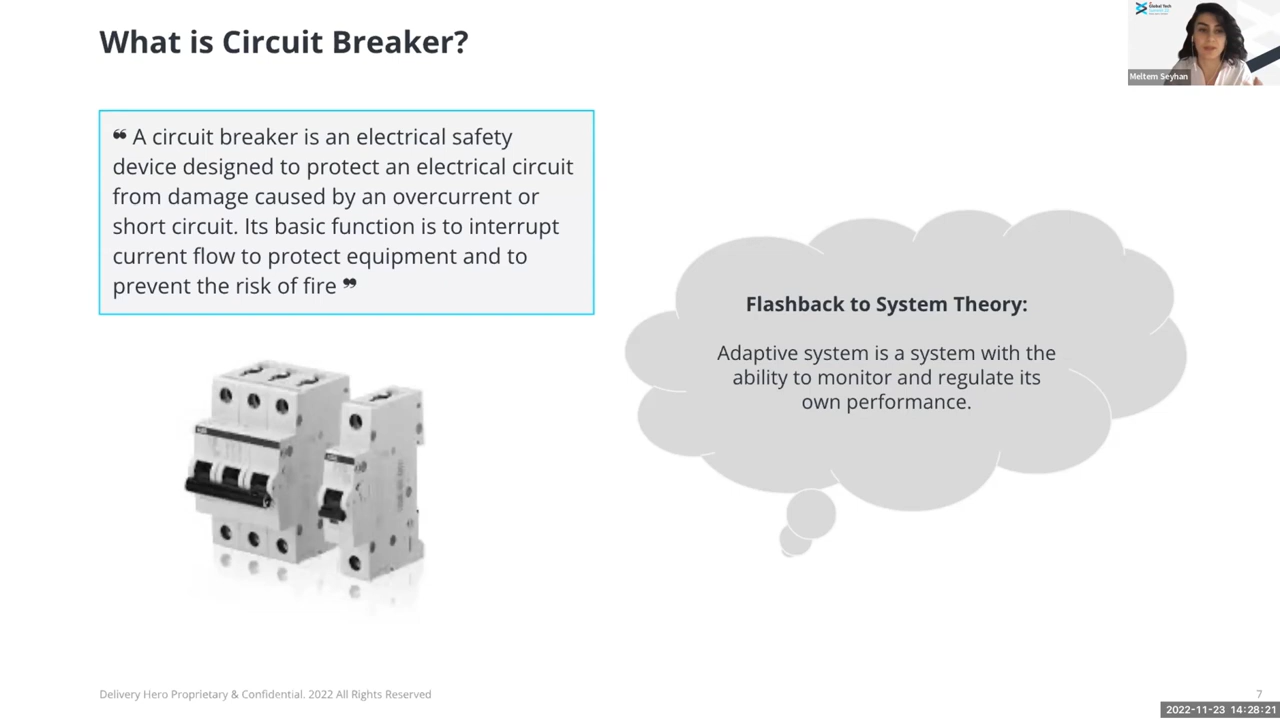 What is Circuit Breaker?
Global Tech
Meltem Seyhan
❝ A circuit breaker is an electrical safety
device designed to protect an electrical circuit
from damage caused by an overcurrent or
short circuit. Its basic function is to interrupt
current flow to protect equipment and to
prevent the risk of fire ❞
Flashback to System Theory:
Adaptive system is a system with the
ability to monitor and regulate its
own performance.
Delivery Hero Proprietary & Confidential. 2022 All Rights Reserved
7
2022-11-23 14:28:21